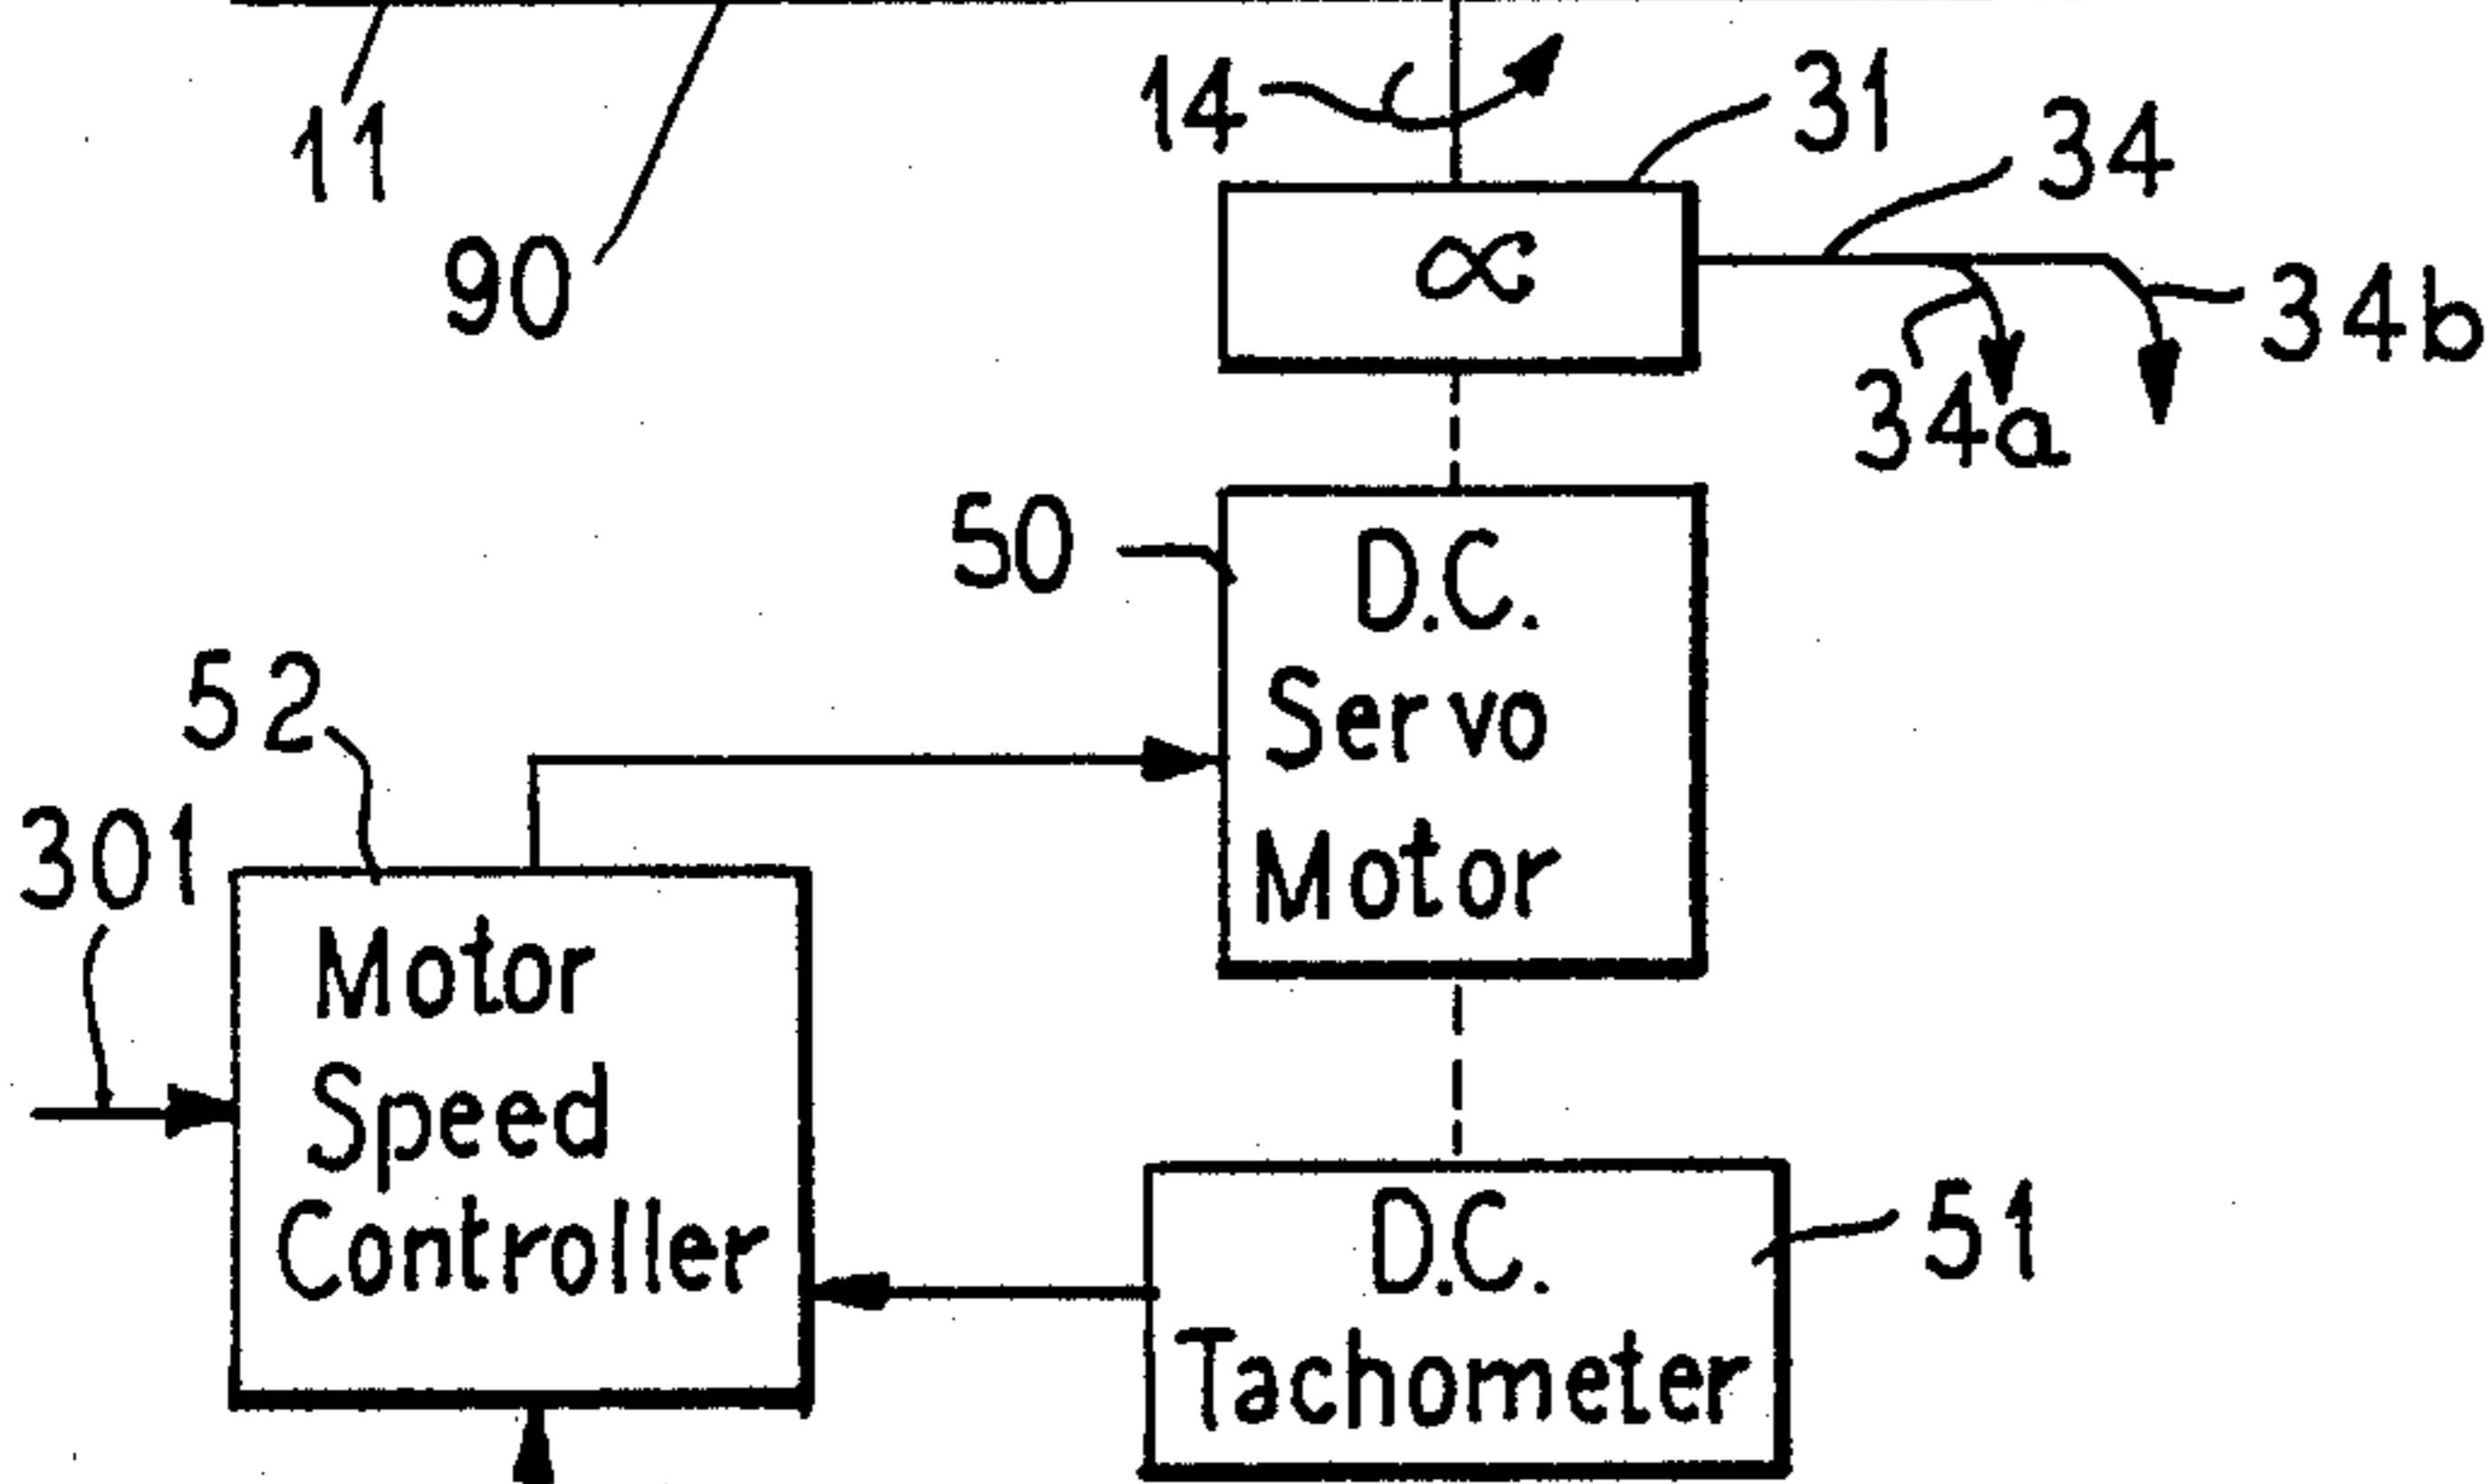 11
90
14
31
34
∝
34a
34b
50
D.C.
Servo
Motor
52
301
Motor
Speed
Controller
D.C.
Tachometer
51